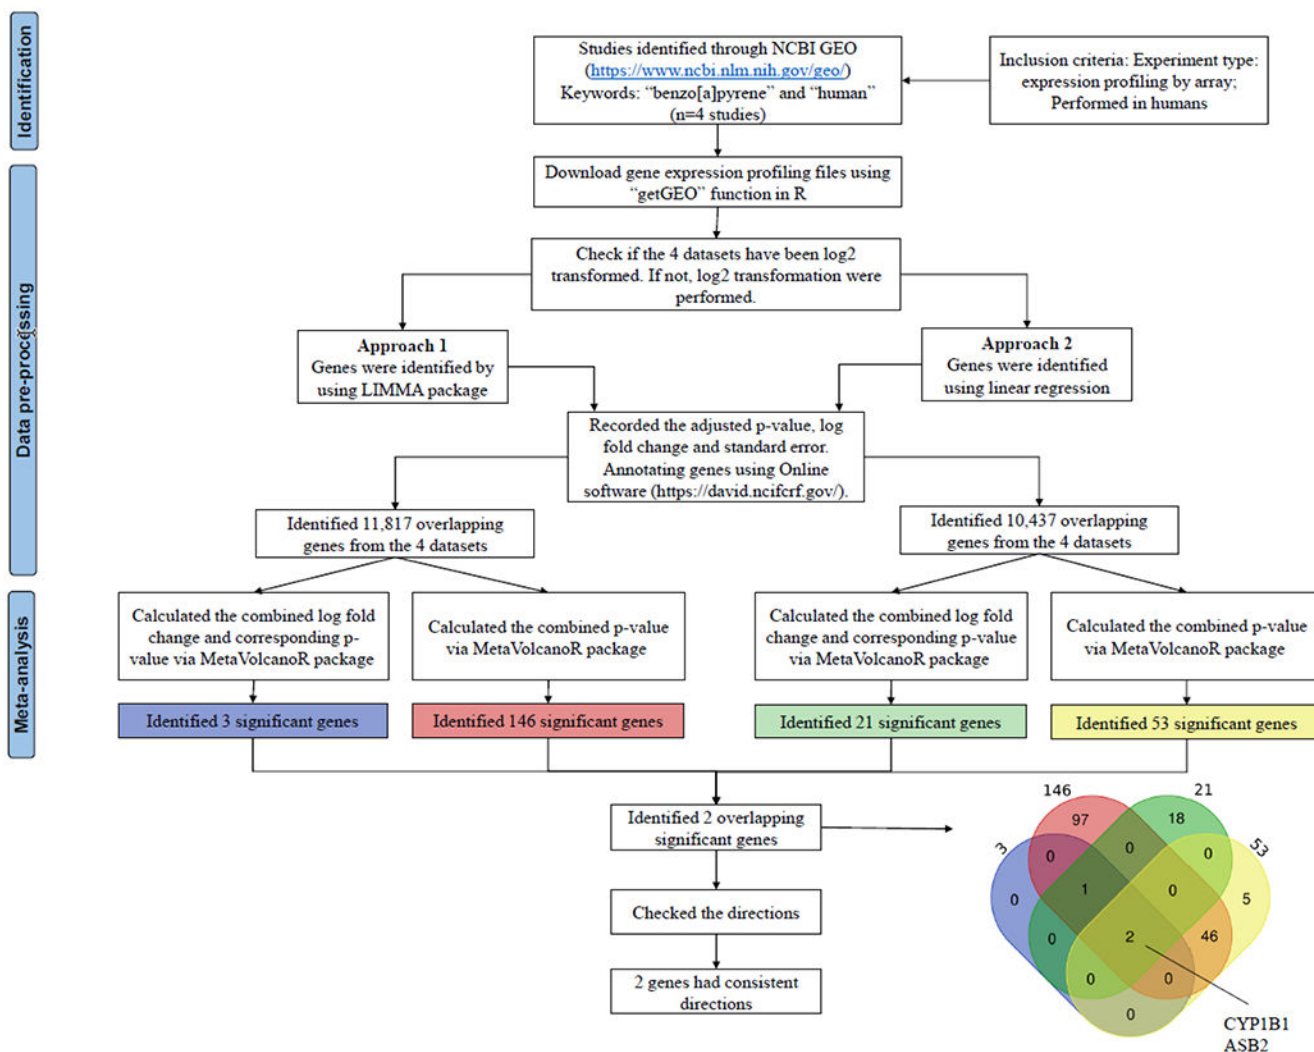 Identification
Studies identified through NCBI GEO
(https://www.ncbi.nlm.nih.gov/geo/)
Keywords: “benzo[a]pyrene” and “human”
(n=4 studies)
Inclusion criteria: Experiment type:
expression profiling by array;
Performed in humans
Data pre-processing
Download gene expression profiling files using
“getGEO” function in R
Check if the 4 datasets have been log2
transformed. If not, log2 transformation were
performed.
Approach 1
Genes were identified by
using LIMMA package
Approach 2
Genes were identified
using linear regression
Recorded the adjusted p-value, log
fold change and standard error.
Annotating genes using Online
software (https://david.ncifcrf.gov/).
Identified 11,817 overlapping
genes from the 4 datasets
Identified 10,437 overlapping
genes from the 4 datasets
Meta-analysis
Calculated the combined log fold
change and corresponding p-
value via MetaVolcanoR package
Calculated the combined p-value
via MetaVolcanoR package
Calculated the combined log fold
change and corresponding p-value
via MetaVolcanoR package
Calculated the combined p-value
via MetaVolcanoR package
Identified 3 significant genes
Identified 146 significant genes
Identified 21 significant genes
Identified 53 significant genes
Identified 2 overlapping
significant genes
Checked the directions
2 genes had consistent
directions
146
21
3
53
97
18
0
0
0
0
1
0
5
0
2
46
0
0
0
CYP1B1
ASB2